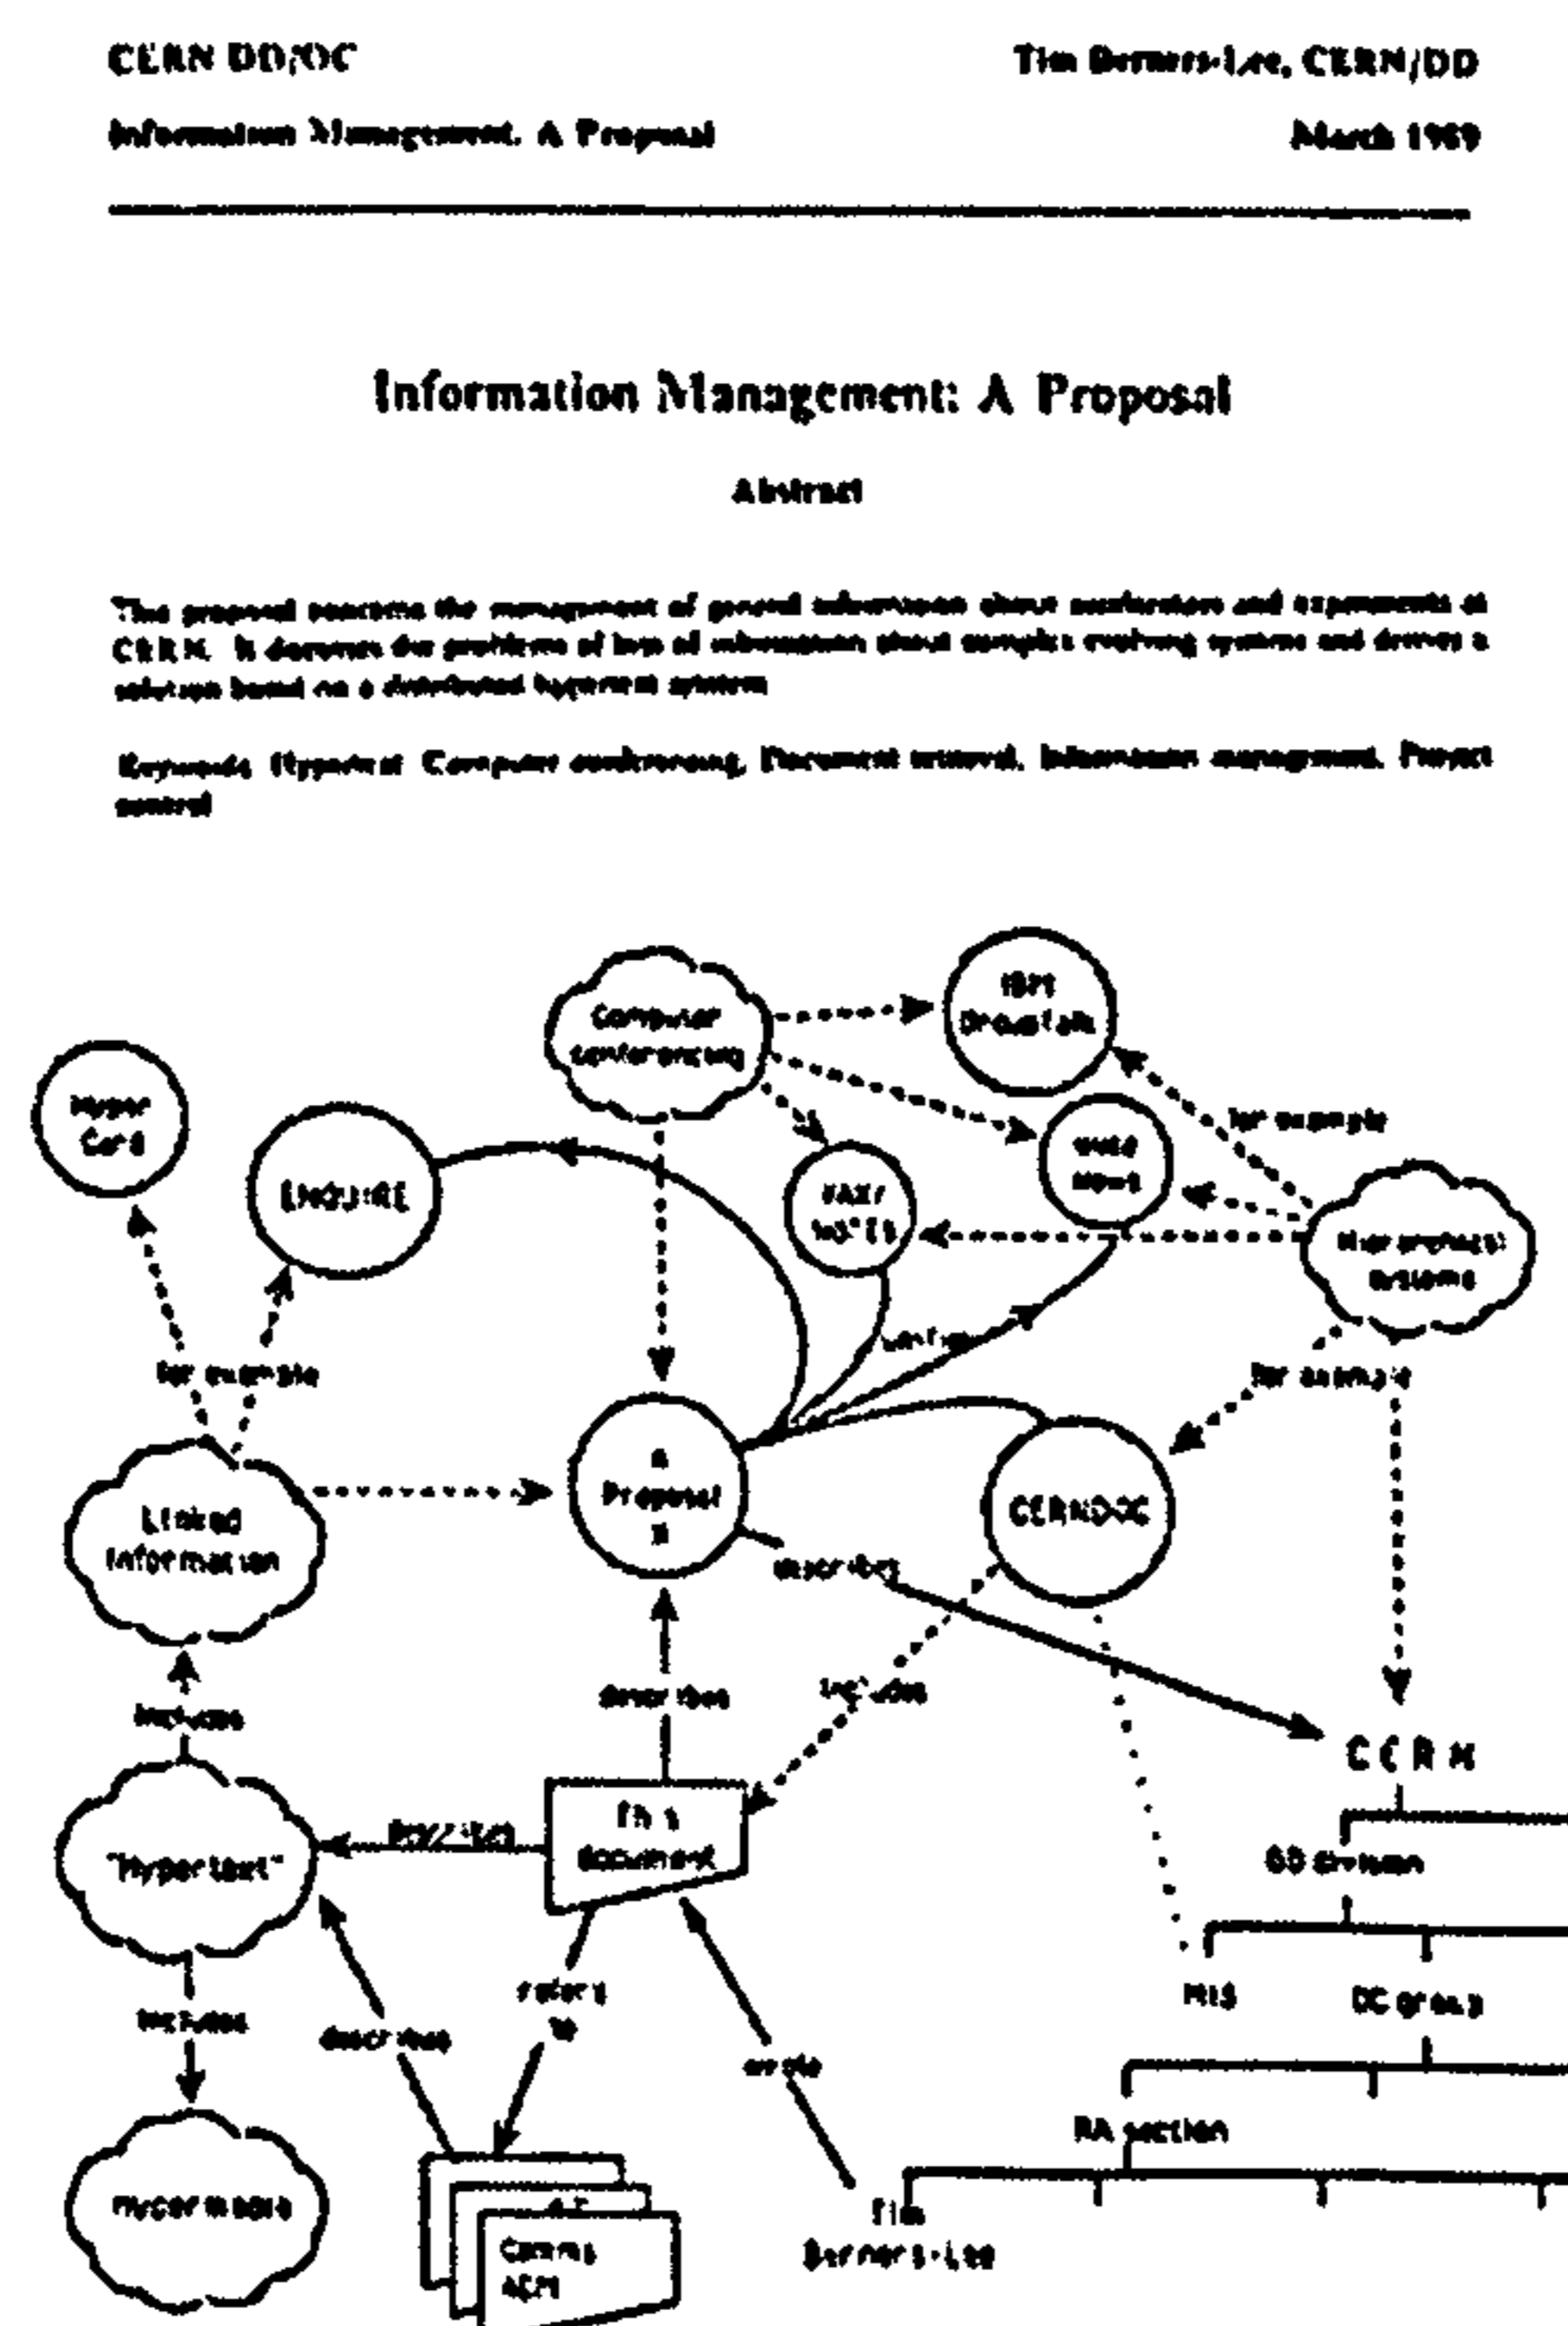 CERN DD/OC
Tim Berners-Lee, CERN/DD
Information Management: A Proposal
March 1989
Information Management: A Proposal
Abstract
This proposal concerns the management of general information about accelerators and experiments at
CERN. It discusses the problems of loss of information about complex evolving systems and derives a
solution based on a distributed hypertext system.
Keywords: Hypertext, Computer conferencing, Document retrieval, Information management, Project
control
Computer
conferencing
IBM
GroupTalk
Hyper
Card
ENQUIRE
VAX/
NOTES
uucp
News
for example
Hierarchical
systems
for example
for example
Linked
information
A
Proposal
CERNDOC
describes
includes
describes
includes
CERN
This
document
"Hypertext"
describes
includes
refers
to
wrote
DD division
MIS
OC group
RA section
Hypermedia
Comms
ACM
Tim
Berners-Lee